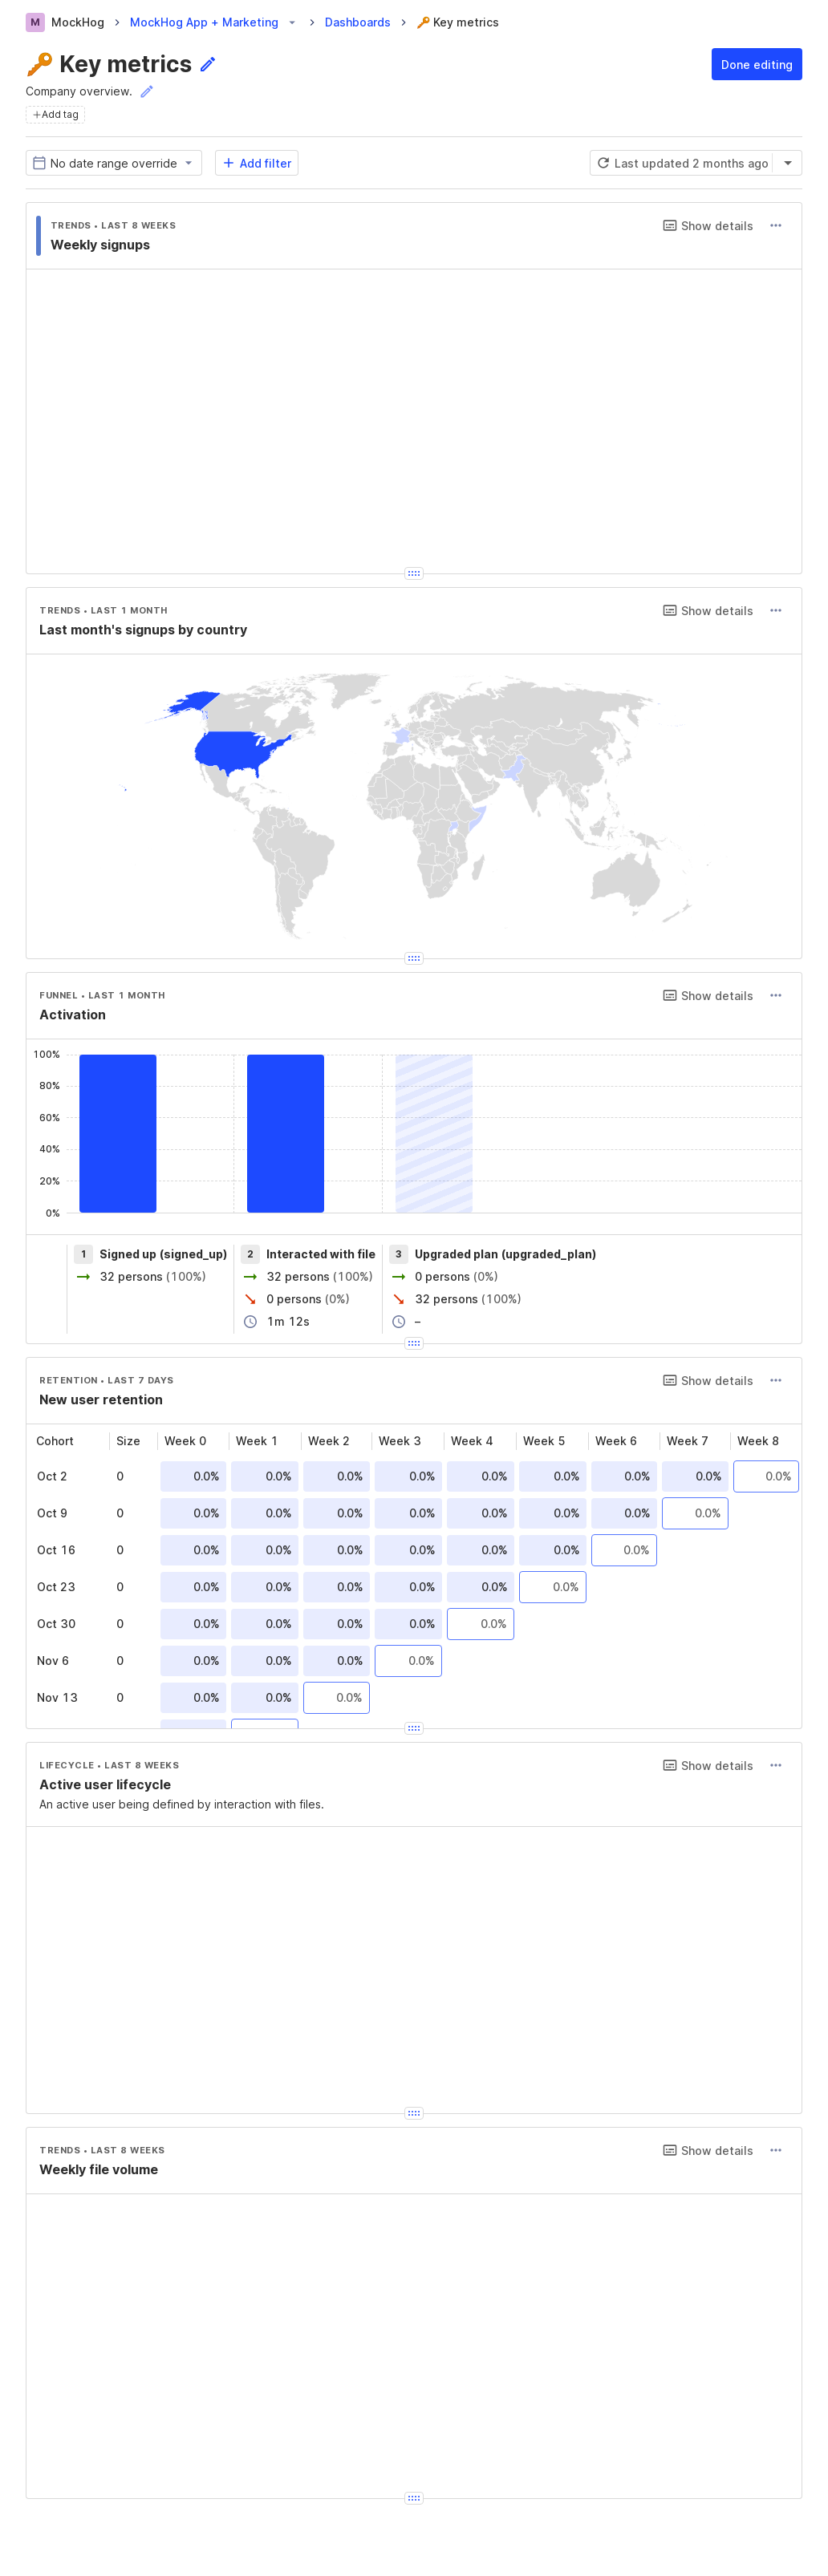 M MockHog > MockHog App + Marketing > Dashboards > 🔑 Key metrics
🔑 Key metrics
Done editing
Company overview.
+Add tag
No date range override
+ Add filter
Last updated 2 months ago
TRENDS • LAST 8 WEEKS
Show details
Weekly signups
TRENDS • LAST 1 MONTH
Show details
Last month's signups by country
FUNNEL • LAST 1 MONTH
Show details
Activation
100%
80%
60%
40%
20%
0%
1 Signed up (signed_up) 2 Interacted with file 3 Upgraded plan (upgraded_plan)
32 persons (100%) 32 persons (100%) 0 persons (0%)
0 persons (0%) 32 persons (100%)
1m 12s –
RETENTION • LAST 7 DAYS
Show details
New user retention
Cohort Size Week 0 Week 1 Week 2 Week 3 Week 4 Week 5 Week 6 Week 7 Week 8
Oct 2 0 0.0% 0.0% 0.0% 0.0% 0.0% 0.0% 0.0% 0.0% 0.0%
Oct 9 0 0.0% 0.0% 0.0% 0.0% 0.0% 0.0% 0.0% 0.0%
Oct 16 0 0.0% 0.0% 0.0% 0.0% 0.0% 0.0% 0.0%
Oct 23 0 0.0% 0.0% 0.0% 0.0% 0.0% 0.0%
Oct 30 0 0.0% 0.0% 0.0% 0.0% 0.0%
Nov 6 0 0.0% 0.0% 0.0% 0.0%
Nov 13 0 0.0% 0.0% 0.0%
LIFECYCLE • LAST 8 WEEKS
Show details
Active user lifecycle
An active user being defined by interaction with files.
TRENDS • LAST 8 WEEKS
Show details
Weekly file volume